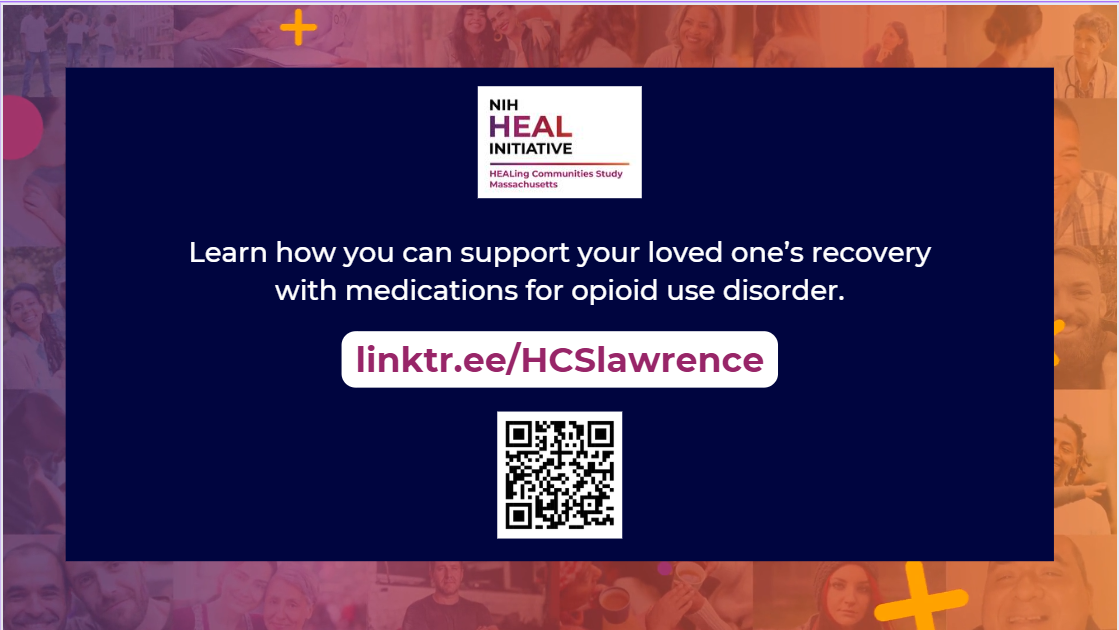 NIH
HEAL
INITIATIVE
HEALing Communities Study
Massachusetts
Learn how you can support your loved one’s recovery
with medications for opioid use disorder.
linktr.ee/HCSlawrence